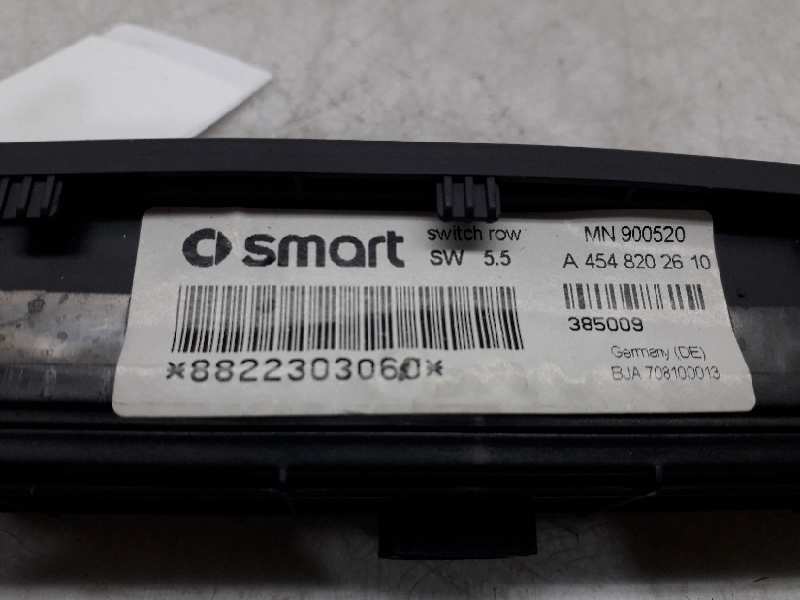 smart
switch row
SW 5.5
MN 900520
A 454 820 26 10
*8822303060*
385009
Germany (DE)
BJA 708100013